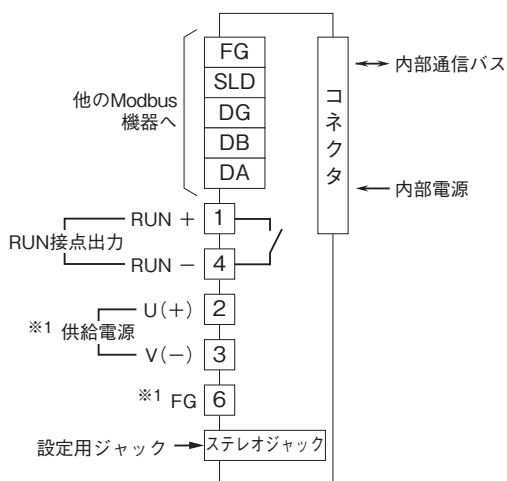 FG
SLD
DG
DB
DA
他のModbus
機器へ
コネクタ
内部通信バス
内部電源
RUN +
1
RUN接点出力
RUN −
4
U(+)
2
※1 供給電源
V(−)
3
※1 FG
6
設定用ジャック
ステレオジャック